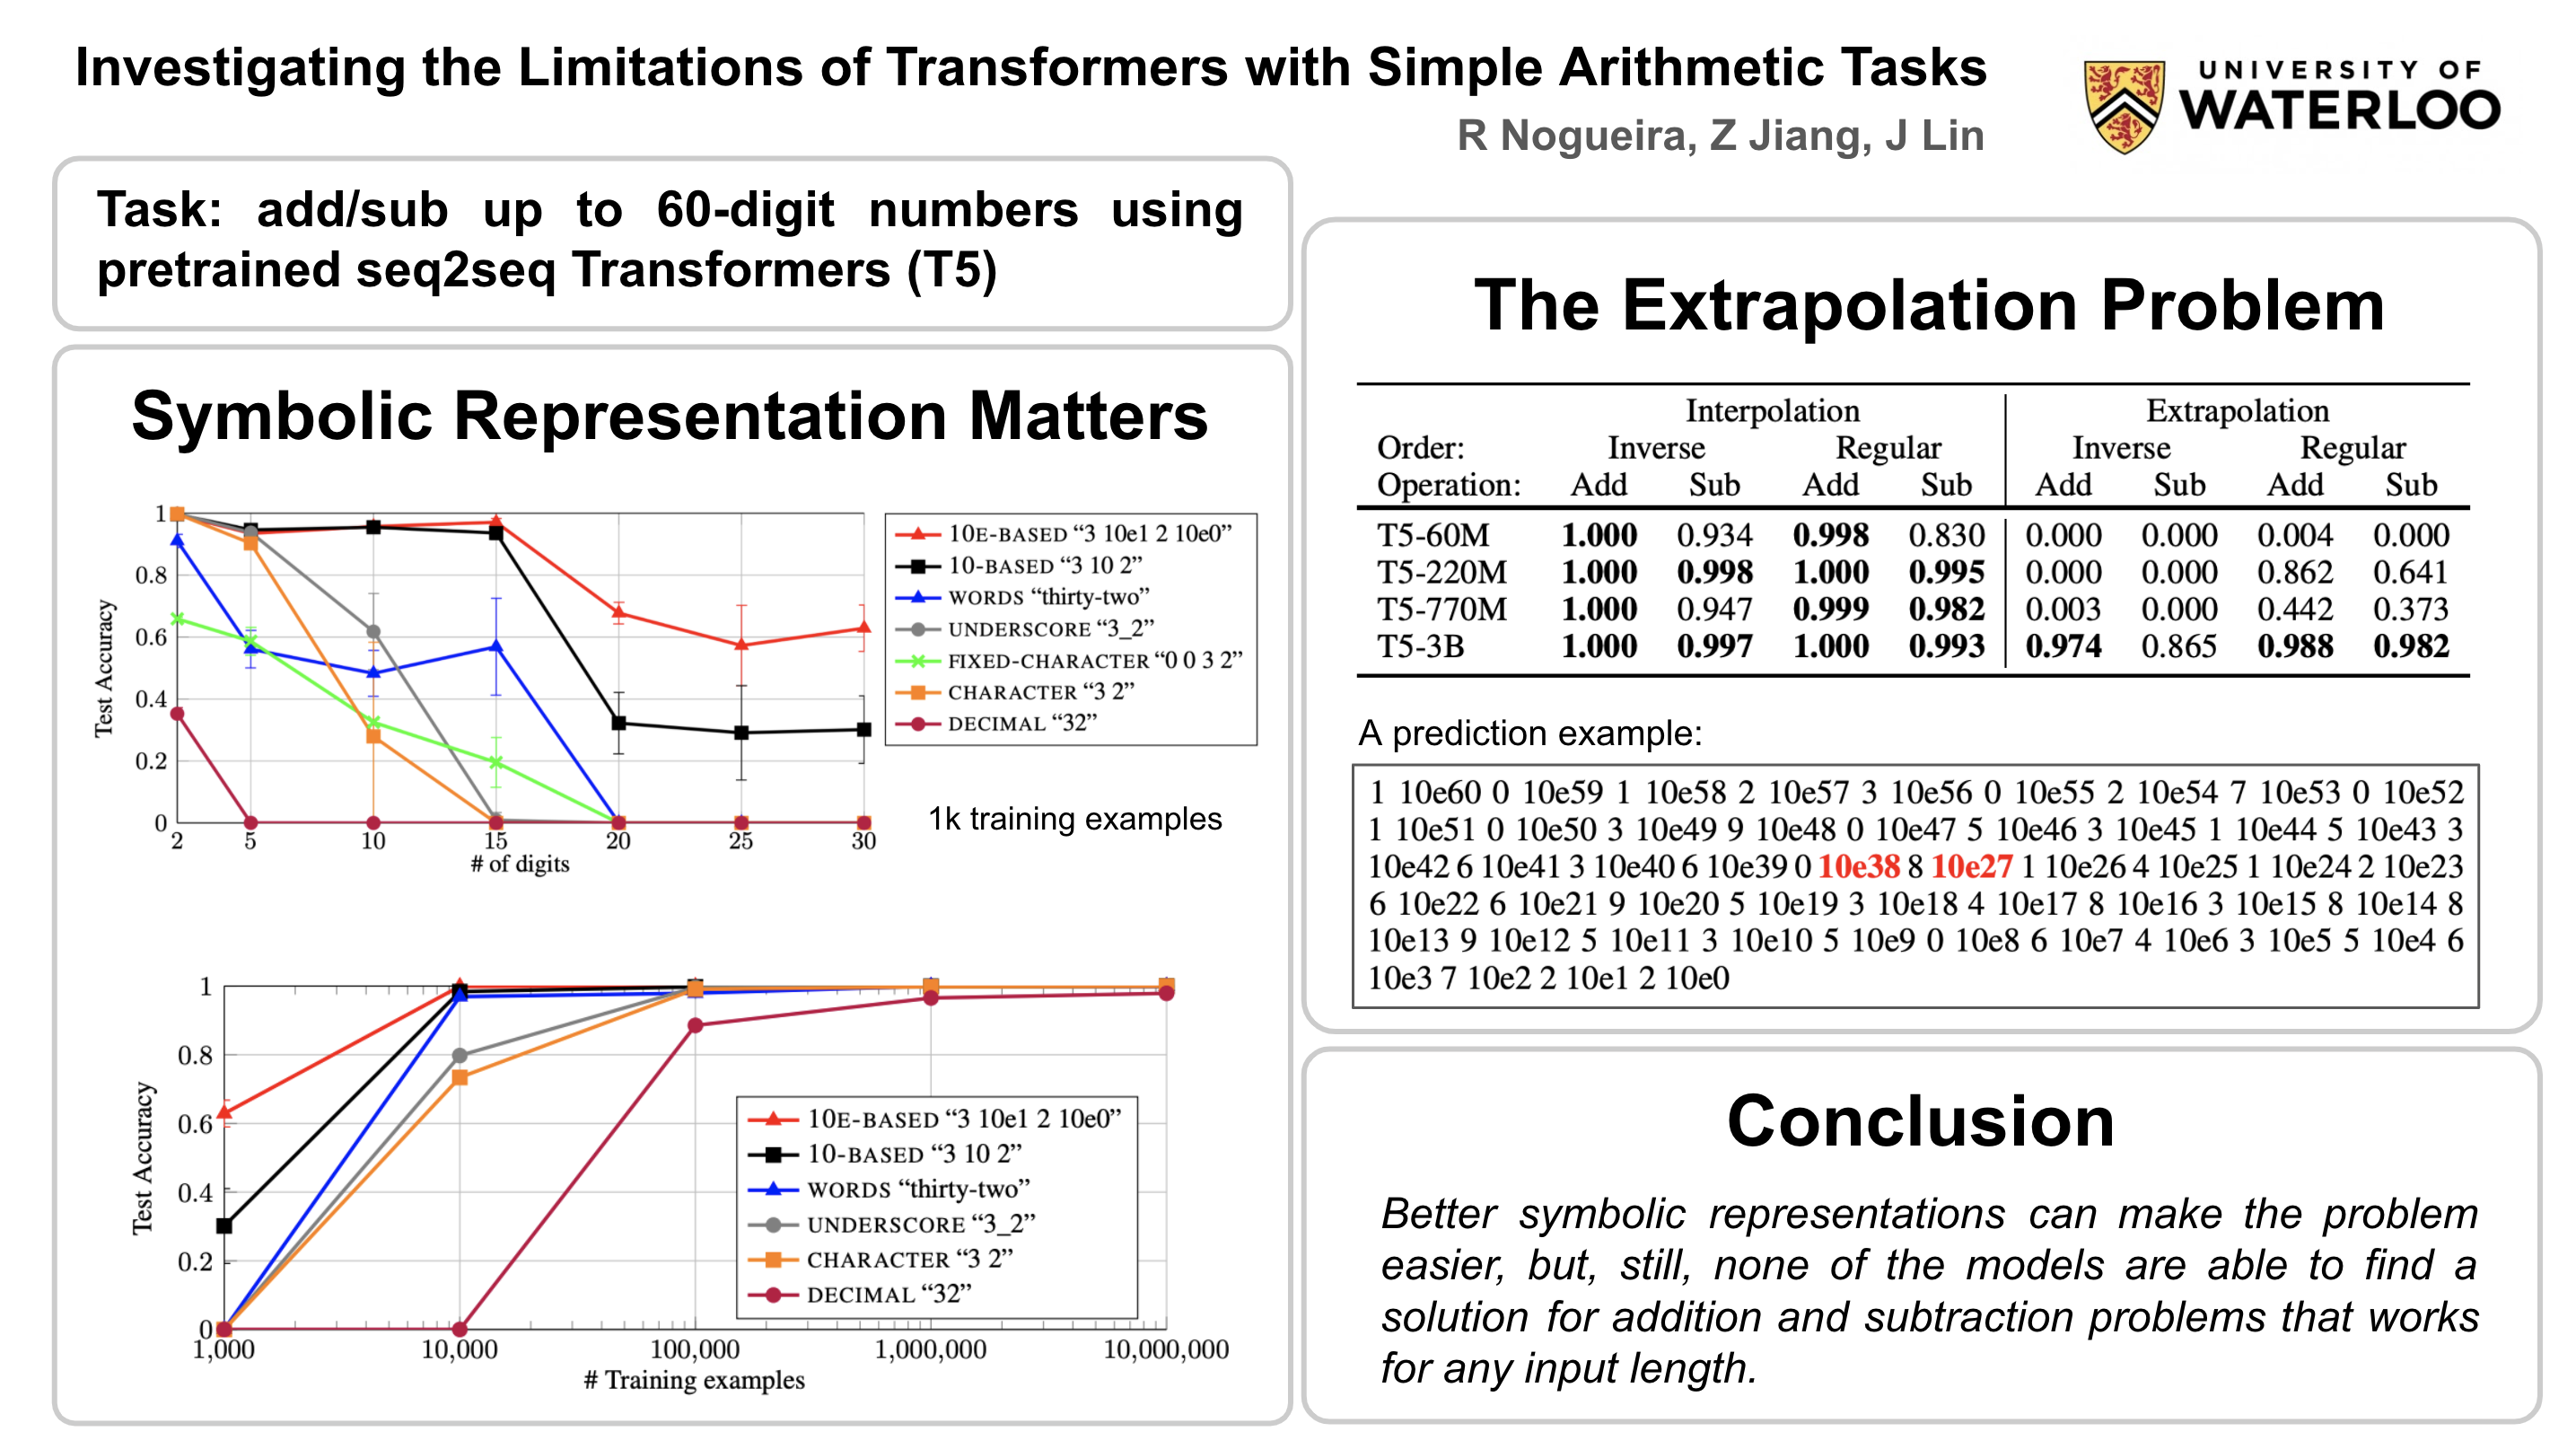 Investigating the Limitations of Transformers with Simple Arithmetic Tasks
R Nogueira, Z Jiang, J Lin
UNIVERSITY OF
WATERLOO
Task: add/sub up to 60-digit numbers using
pretrained seq2seq Transformers (T5)
Symbolic Representation Matters
1
0.8
0.6
0.4
0.2
0
Test Accuracy
2 5 10 15 20 25 30
# of digits
10E-BASED “3 10e1 2 10e0”
10-BASED “3 10 2”
WORDS “thirty-two”
UNDERSCORE “3_2”
FIXED-CHARACTER “0 0 3 2”
CHARACTER “3 2”
DECIMAL “32”
1k training examples
1
0.8
0.6
0.4
0.2
0
Test Accuracy
1,000 10,000 100,000 1,000,000 10,000,000
# Training examples
10E-BASED “3 10e1 2 10e0”
10-BASED “3 10 2”
WORDS “thirty-two”
UNDERSCORE “3_2”
CHARACTER “3 2”
DECIMAL “32”
The Extrapolation Problem
Interpolation Extrapolation
Order: Inverse Regular Inverse Regular
Operation: Add Sub Add Sub Add Sub Add Sub
T5-60M 1.000 0.934 0.998 0.830 0.000 0.000 0.004 0.000
T5-220M 1.000 0.998 1.000 0.995 0.000 0.000 0.862 0.641
T5-770M 1.000 0.947 0.999 0.982 0.003 0.000 0.442 0.373
T5-3B 1.000 0.997 1.000 0.993 0.974 0.865 0.988 0.982
A prediction example:
1 10e60 0 10e59 1 10e58 2 10e57 3 10e56 0 10e55 2 10e54 7 10e53 0 10e52
1 10e51 0 10e50 3 10e49 9 10e48 0 10e47 5 10e46 3 10e45 1 10e44 5 10e43 3
10e42 6 10e41 3 10e40 6 10e39 0 10e38 8 10e27 1 10e26 4 10e25 1 10e24 2 10e23
6 10e22 6 10e21 9 10e20 5 10e19 3 10e18 4 10e17 8 10e16 3 10e15 8 10e14 8
10e13 9 10e12 5 10e11 3 10e10 5 10e9 0 10e8 6 10e7 4 10e6 3 10e5 5 10e4 6
10e3 7 10e2 2 10e1 2 10e0
Conclusion
Better symbolic representations can make the problem
easier, but, still, none of the models are able to find a
solution for addition and subtraction problems that works
for any input length.